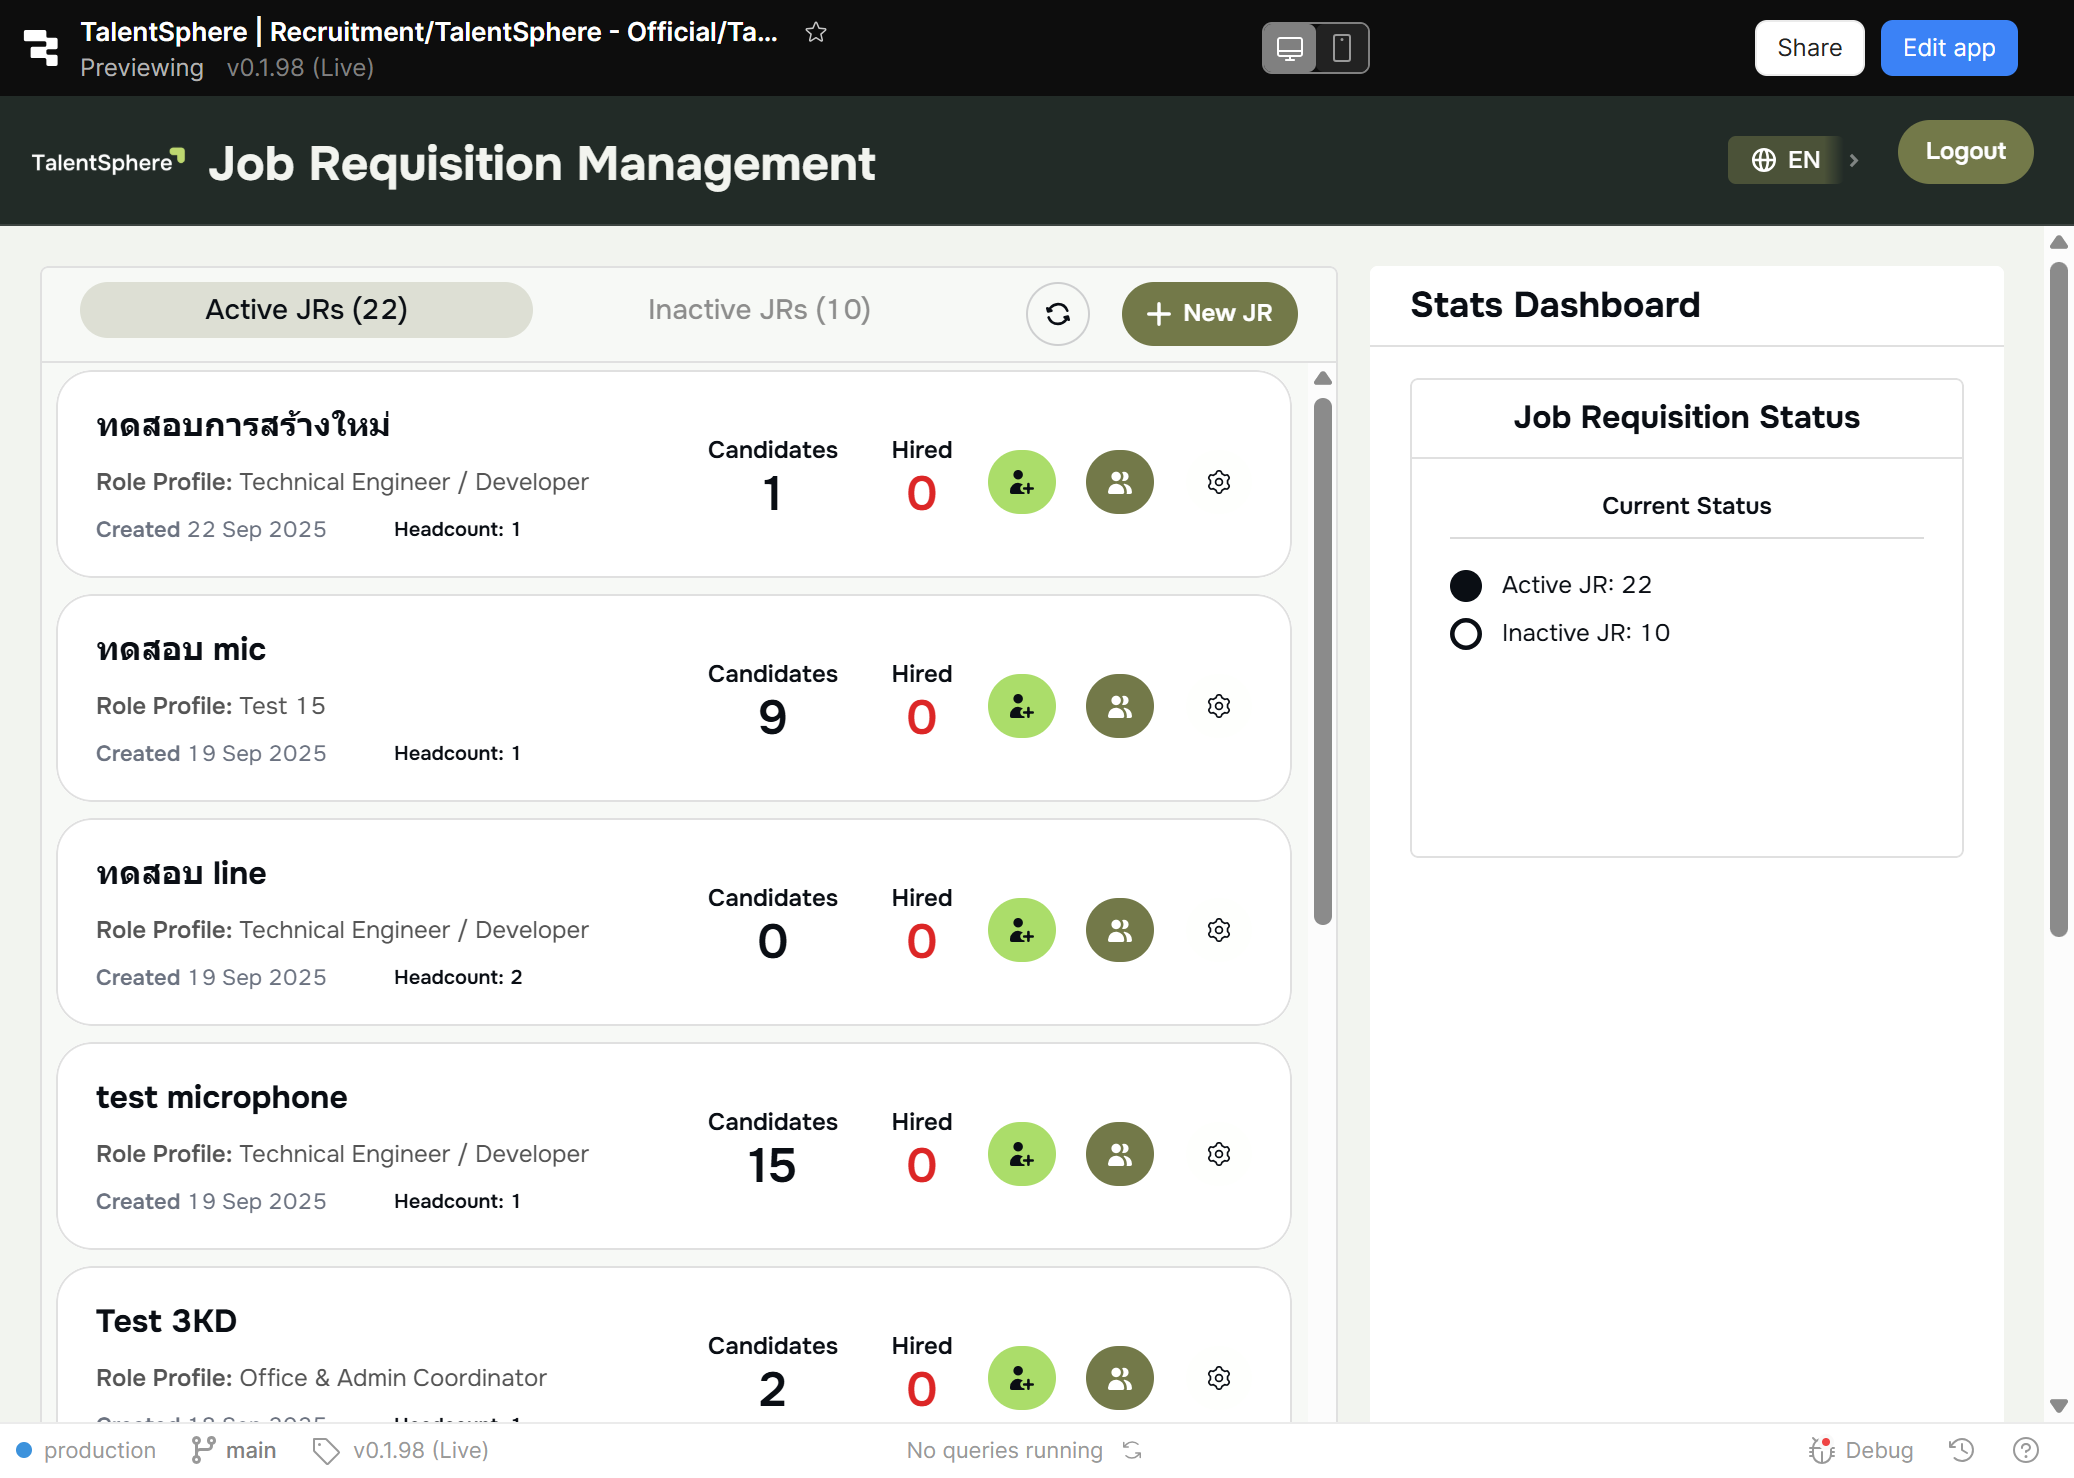 TalentSphere | Recruitment/TalentSphere - Official/Ta...
Previewing v0.1.98 (Live)
Share
Edit app
TalentSphere
Job Requisition Management
EN
Logout
Active JRs (22)
Inactive JRs (10)
New JR
ทดสอบการสร้างใหม่
Role Profile: Technical Engineer / Developer
Created 22 Sep 2025 Headcount: 1
Candidates
1
Hired
0
ทดสอบ mic
Role Profile: Test 15
Created 19 Sep 2025 Headcount: 1
Candidates
9
Hired
0
ทดสอบ line
Role Profile: Technical Engineer / Developer
Created 19 Sep 2025 Headcount: 2
Candidates
0
Hired
0
test microphone
Role Profile: Technical Engineer / Developer
Created 19 Sep 2025 Headcount: 1
Candidates
15
Hired
0
Test 3KD
Role Profile: Office & Admin Coordinator
Created 18 Sep 2025 Headcount: 1
Candidates
2
Hired
0
Stats Dashboard
Job Requisition Status
Current Status
Active JR: 22
Inactive JR: 10
production
main
v0.1.98 (Live)
No queries running
Debug